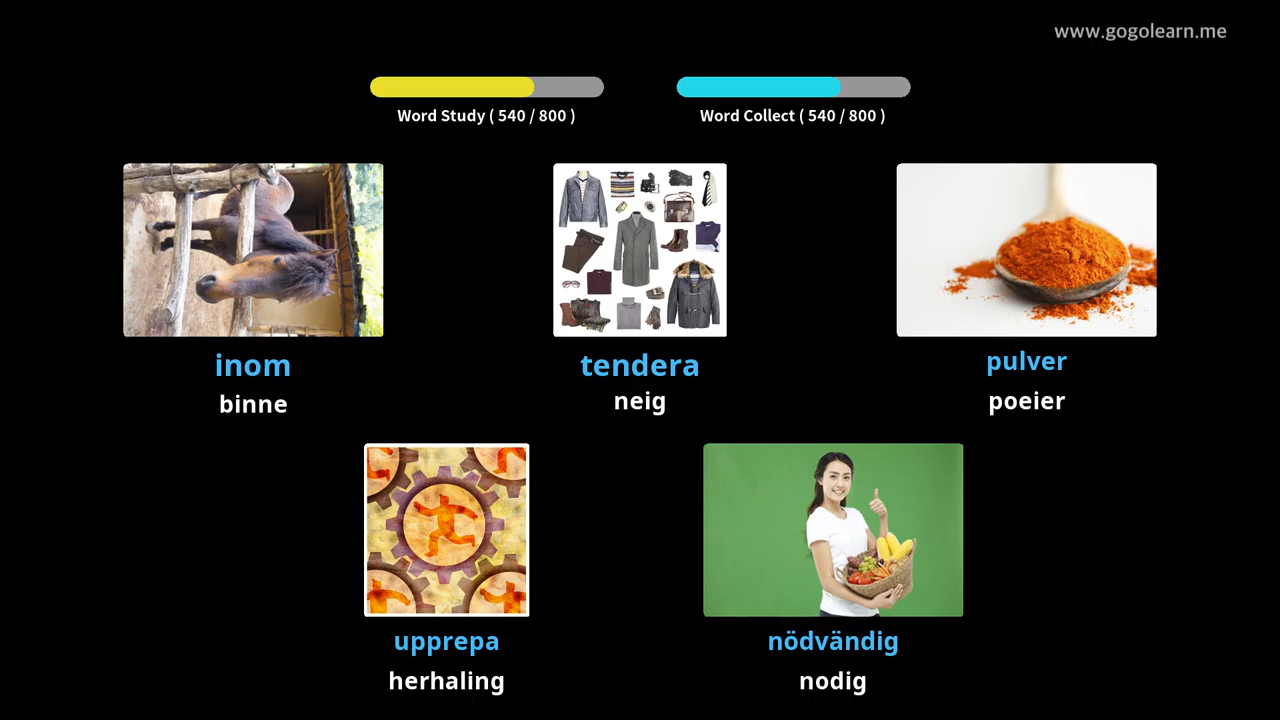 www.gogolearn.me
Word Study ( 540 / 800 )
Word Collect ( 540 / 800 )
inom
binne
tendera
neig
pulver
poeier
upprepa
herhaling
nödvändig
nodig